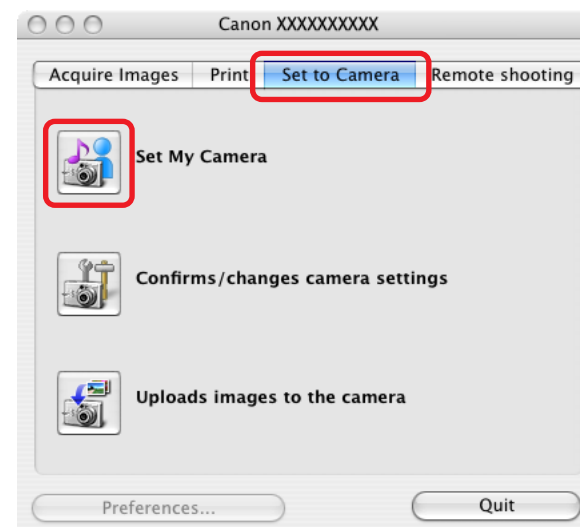 Canon XXXXXXXXXX
Acquire Images Print Set to Camera Remote shooting
Set My Camera
Confirms/changes camera settings
Uploads images to the camera
Preferences... Quit